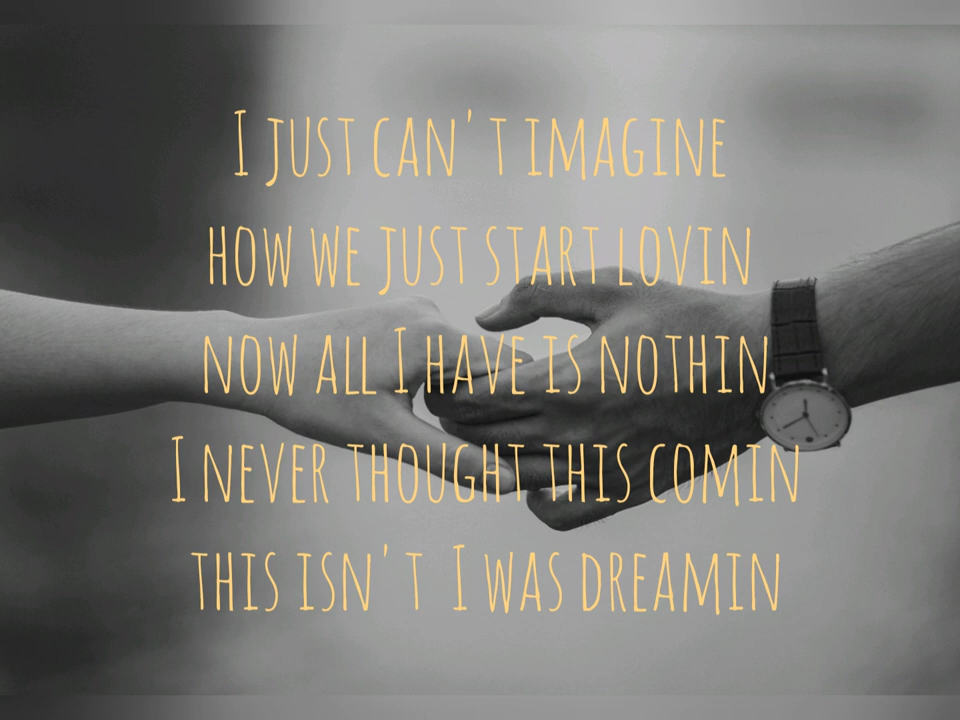 I JUST CAN'T IMAGINE
HOW WE JUST START LOVIN
NOW ALL I HAVE IS NOTHIN
I NEVER THOUGHT THIS COMIN
THIS ISN'T I WAS DREAMIN